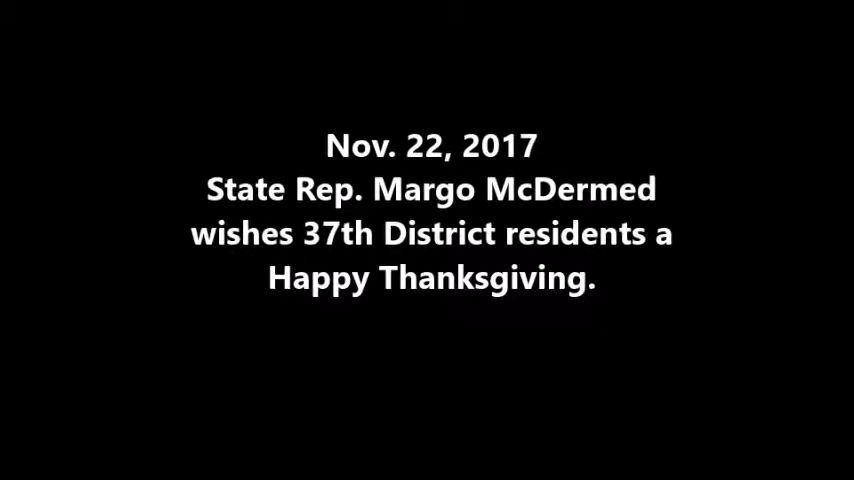 Nov. 22, 2017
State Rep. Margo McDermed
wishes 37th District residents a
Happy Thanksgiving.